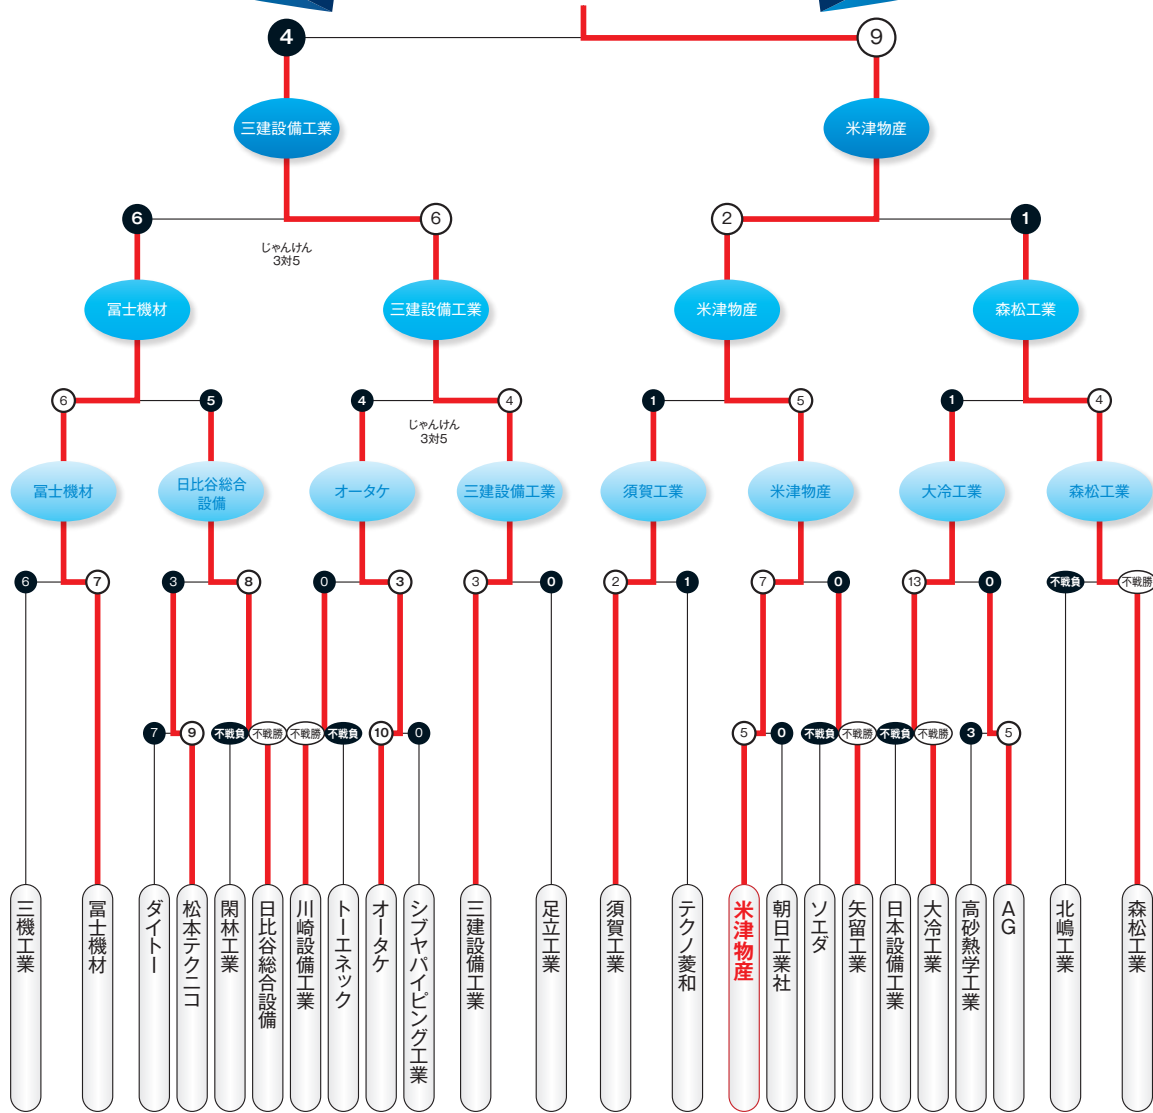 4
9
三建設備工業
米津物産
6
6
2
1
じゃんけん
3対5
冨士機材
三建設備工業
米津物産
森松工業
6
5
4
4
1
5
1
4
じゃんけん
3対5
冨士機材
日比谷総合
設備
オータケ
三建設備工業
須賀工業
米津物産
大冷工業
森松工業
6
7
3
8
0
3
3
0
2
1
7
0
13
0
不戦負
不戦勝
7
9
不戦負
不戦勝
不戦勝
不戦負
10
0
5
0
不戦負
不戦勝
不戦負
不戦勝
3
5
三機工業
冨士機材
ダイトー
松本テクニコ
閑林工業
日比谷総合設備
川崎設備工業
トーエネック
オータケ
シブヤパイピング工業
三建設備工業
足立工業
須賀工業
テクノ菱和
米津物産
朝日工業社
ソエダ
矢留工業
日本設備工業
大冷工業
高砂熱学工業
AG
北嶋工業
森松工業